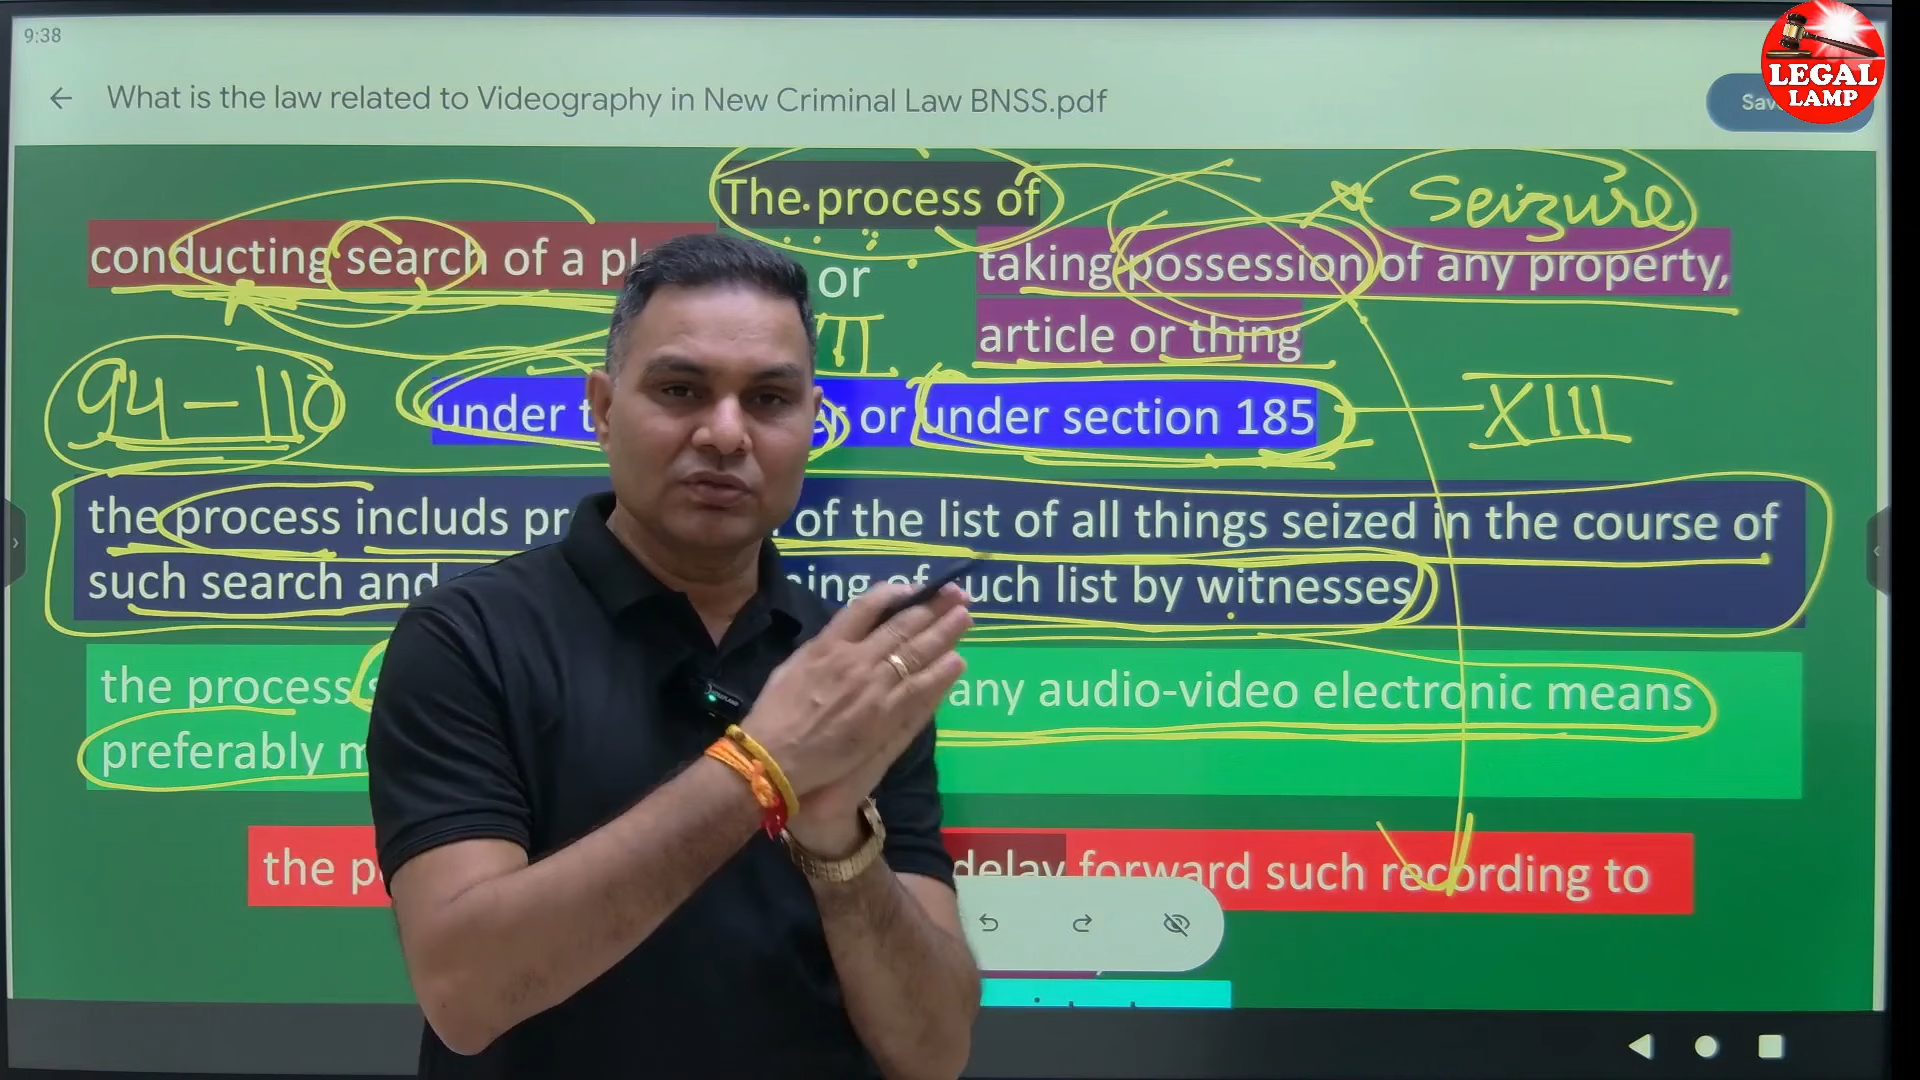 9:38
What is the law related to Videography in New Criminal Law BNSS.pdf
LEGAL
LAMP
The process of
Seizure
conducting search of a
or
taking possession of any property,
article or thing
94-110
under
or under section 185
XIII
the process includs
of the list of all things seized in the course of
such search and
such list by witnesses
the process
any audio-video electronic means
preferably
the
delay forward such recording to